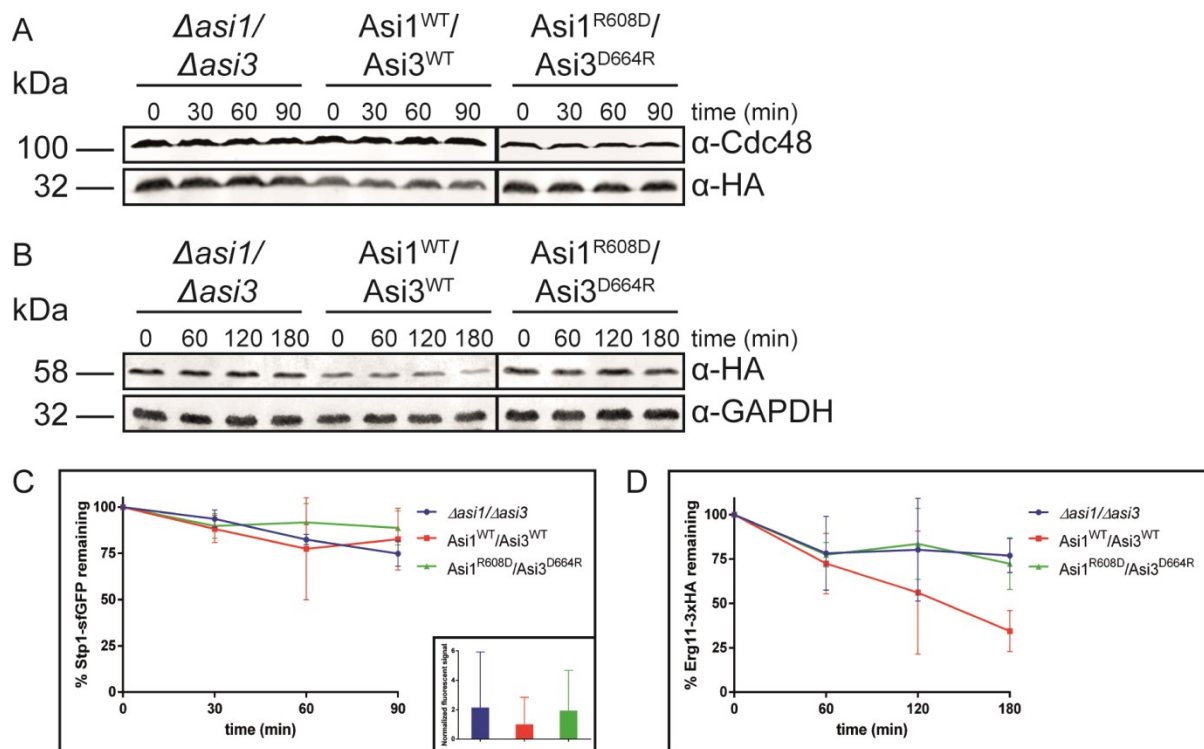 A
Δasi1/ Asi1WT/ Asi1R608D/
kDa Δasi3 Asi3WT Asi3D664R
0 30 60 90 0 30 60 90 0 30 60 90 time (min)
100 α-Cdc48
32 α-HA
B
Δasi1/ Asi1WT/ Asi1R608D/
kDa Δasi3 Asi3WT Asi3D664R
0 60 120 180 0 60 120 180 0 60 120 180 time (min)
58 α-HA
32 α-GAPDH
C
% Stp1-sfGFP remaining
100
75
50
25
0
0 30 60 90
time (min)
Δasi1/Δasi3
Asi1WT/Asi3WT
Asi1R608D/Asi3D664R
Normalized fluorescent signal
6
4
2
0
D
% Erg11-3xHA remaining
100
75
50
25
0
0 60 120 180
time (min)
Δasi1/Δasi3
Asi1WT/Asi3WT
Asi1R608D/Asi3D664R